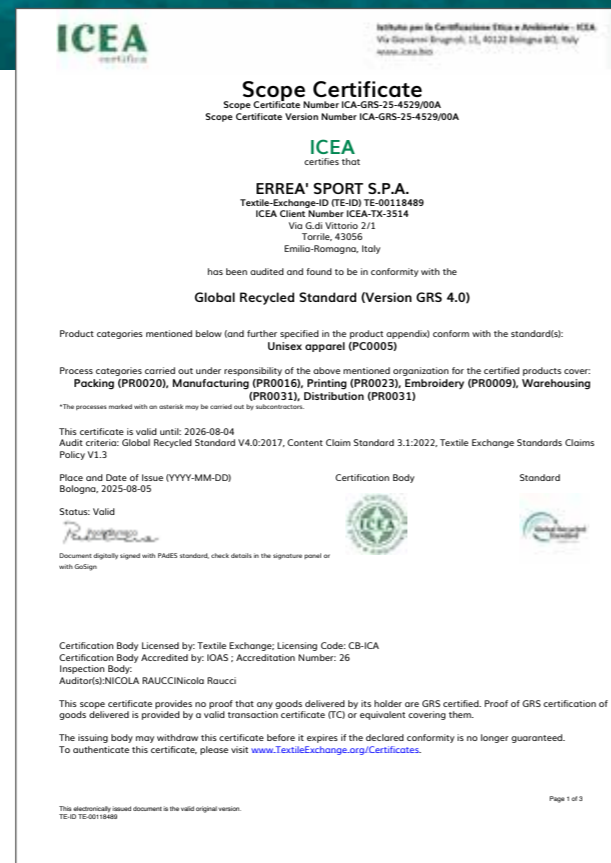 ICEA
certifica
Istituto per la Certificazione Etica e Ambientale - ICEA
Via Giovanni Brugnoli, 15, 40122 Bologna BO, Italy
www.icea.bio
Scope Certificate
Scope Certificate Number ICA-GRS-25-4529/00A
Scope Certificate Version Number ICA-GRS-25-4529/00A
ICEA
certifies that
ERREA' SPORT S.P.A.
Textile-Exchange-ID (TE-ID) TE-00118489
ICEA Client Number ICEA-TX-3514
Via G.di Vittorio 2/1
Torrile, 43056
Emilia-Romagna, Italy
has been audited and found to be in conformity with the
Global Recycled Standard (Version GRS 4.0)
Product categories mentioned below (and further specified in the product appendix) conform with the standard(s):
Unisex apparel (PC0005)
Process categories carried out under responsibility of the above mentioned organization for the certified products cover:
Packing (PR0020), Manufacturing (PR0016), Printing (PR0023), Embroidery (PR0009), Warehousing
(PR0031), Distribution (PR0031)
*The processes marked with an asterisk may be carried out by subcontractors.
This certificate is valid until: 2026-08-04
Audit criteria: Global Recycled Standard V4.0:2017, Content Claim Standard 3.1:2022, Textile Exchange Standards Claims
Policy V1.3
Place and Date of Issue (YYYY-MM-DD)
Bologna, 2025-08-05
Status: Valid
Certification Body
ICEA
Standard
Global Recycled
Standard
Document digitally signed with PAdES standard, check details in the signature panel or
with GoSign
Certification Body Licensed by: Textile Exchange; Licensing Code: CB-ICA
Certification Body Accredited by: IOAS ; Accreditation Number: 26
Inspection Body:
Auditor(s):NICOLA RAUCCINicola Raucci
This scope certificate provides no proof that any goods delivered by its holder are GRS certified. Proof of GRS certification of
goods delivered is provided by a valid transaction certificate (TC) or equivalent covering them.
The issuing body may withdraw this certificate before it expires if the declared conformity is no longer guaranteed.
To authenticate this certificate, please visit www.TextileExchange.org/Certificates.
This electronically issued document is the valid original version.
TE-ID TE-00118489
Page 1 of 3